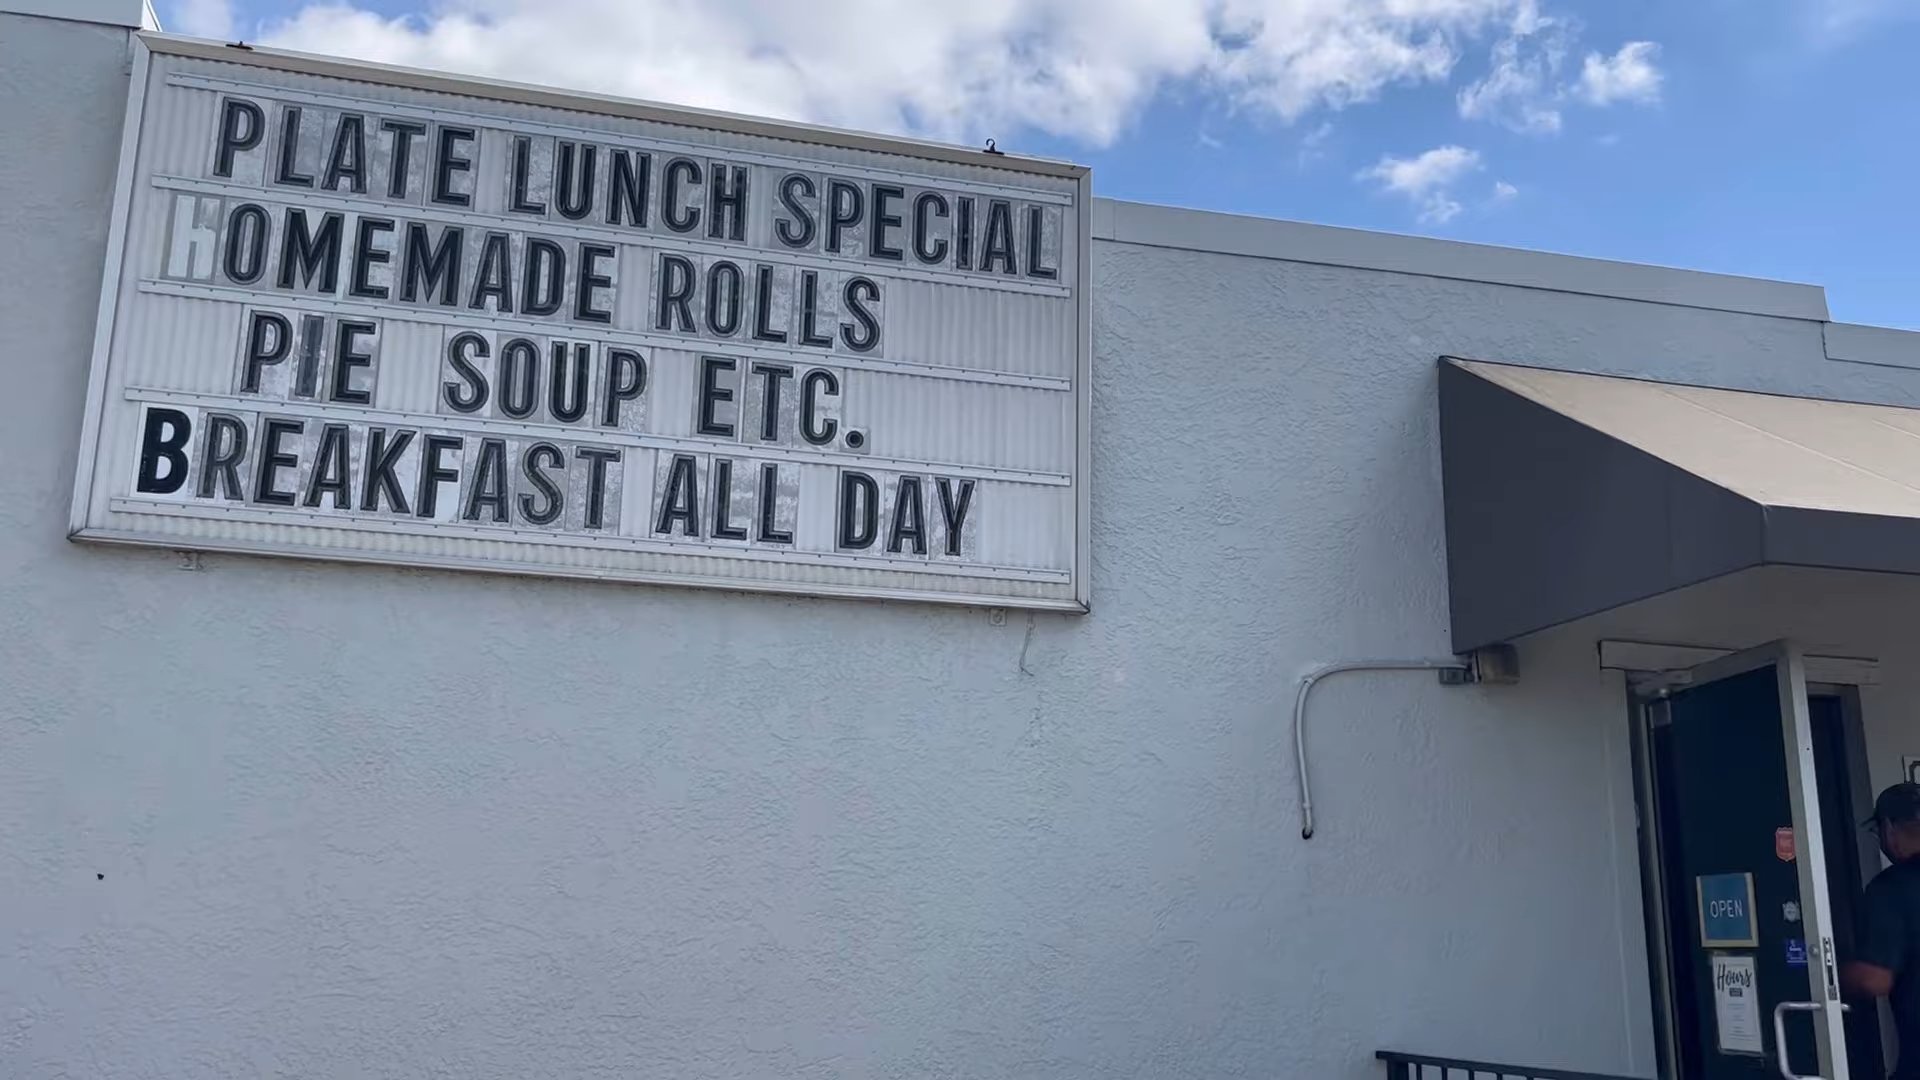 PLATE LUNCH SPECIAL
hOMEMADE ROLLS
PIE SOUP ETC.
BREAKFAST ALL DAY
OPEN
Hours